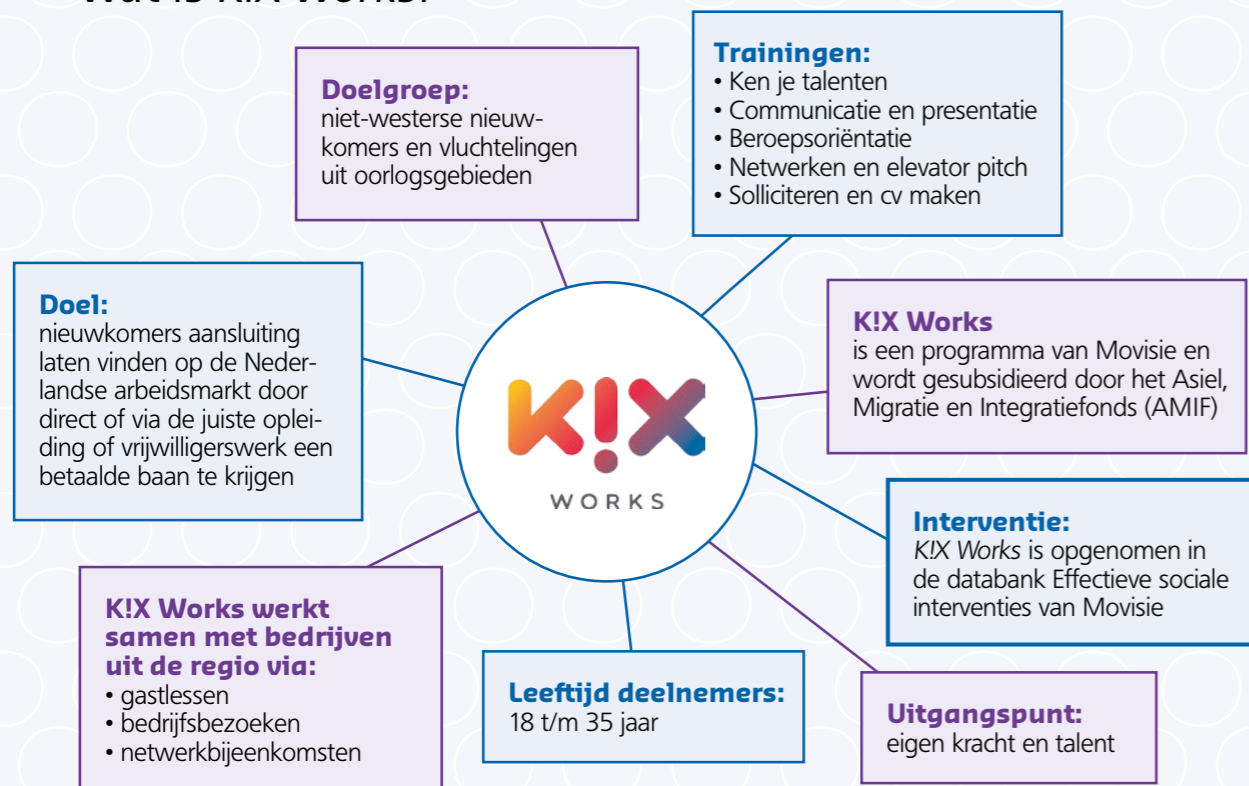 Wat is K!X Works?
Doelgroep:
niet-westerse nieuw-
komers en vluchtelingen
uit oorlogsgebieden
Trainingen:
• Ken je talenten
• Communicatie en presentatie
• Beroepsoriëntatie
• Netwerken en elevator pitch
• Solliciteren en cv maken
Doel:
nieuwkomers aansluiting
laten vinden op de Neder-
landse arbeidsmarkt door
direct of via de juiste oplei-
ding of vrijwilligerswerk een
betaalde baan te krijgen
K!X
WORKS
K!X Works
is een programma van Movisie en
wordt gesubsidieerd door het Asiel,
Migratie en Integratiefonds (AMIF)
Interventie:
K!X Works is opgenomen in
de databank Effectieve sociale
interventies van Movisie
K!X Works werkt
samen met bedrijven
uit de regio via:
• gastlessen
• bedrijfsbezoeken
• netwerkbijeenkomsten
Leeftijd deelnemers:
18 t/m 35 jaar
Uitgangspunt:
eigen kracht en talent